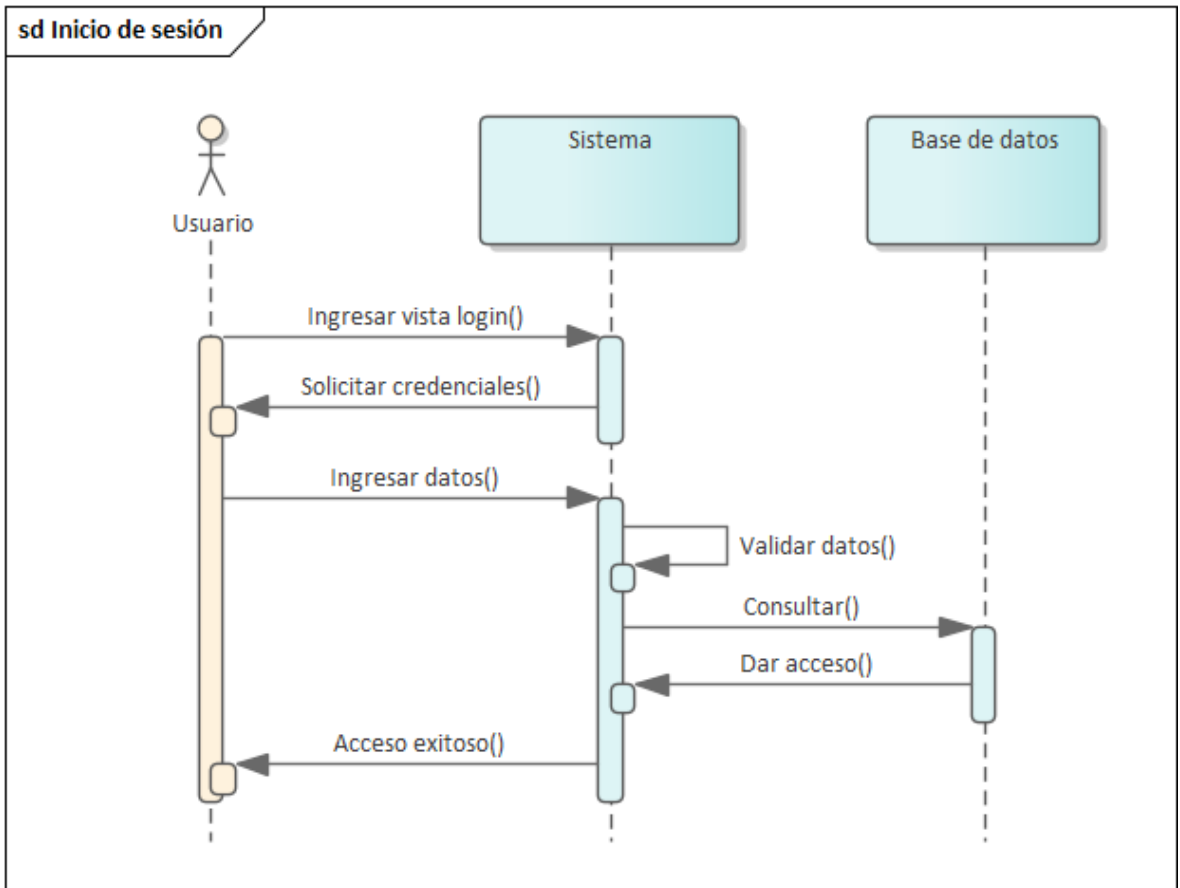 sd Inicio de sesión
Usuario
Sistema
Base de datos
Ingresar vista login()
Solicitar credenciales()
Ingresar datos()
Validar datos()
Consultar()
Dar acceso()
Acceso exitoso()